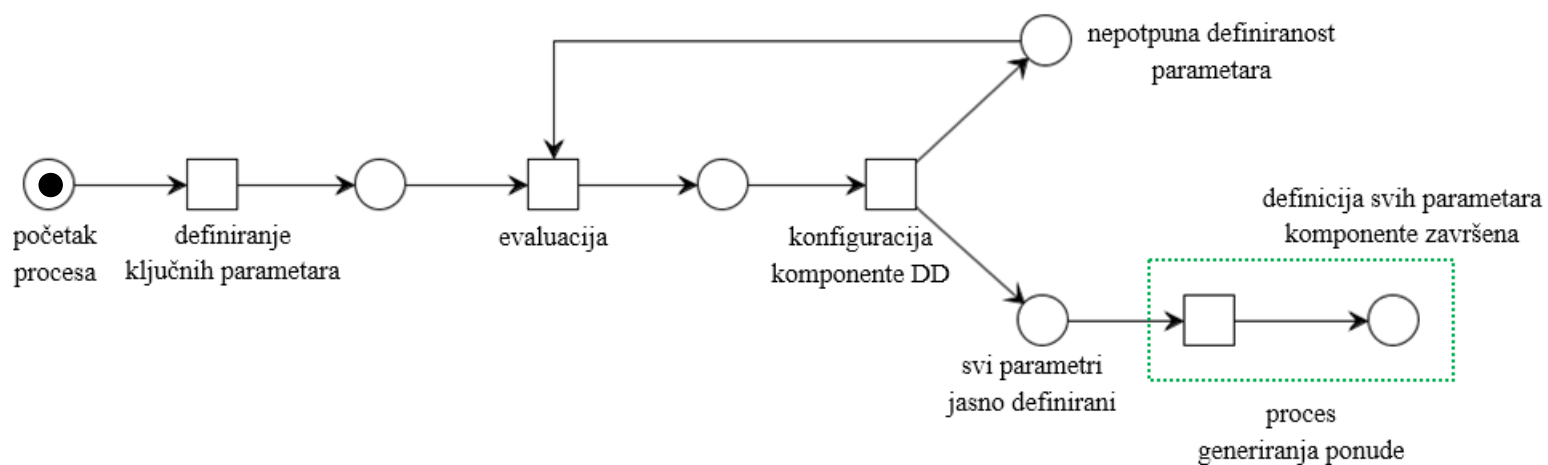 nepotpuna definiranost
parametara
početak
procesa
definiranje
ključnih parametara
evaluacija
konfiguracija
komponente DD
definicija svih parametara
komponente završena
svi parametri
jasno definirani
proces
generiranja ponude